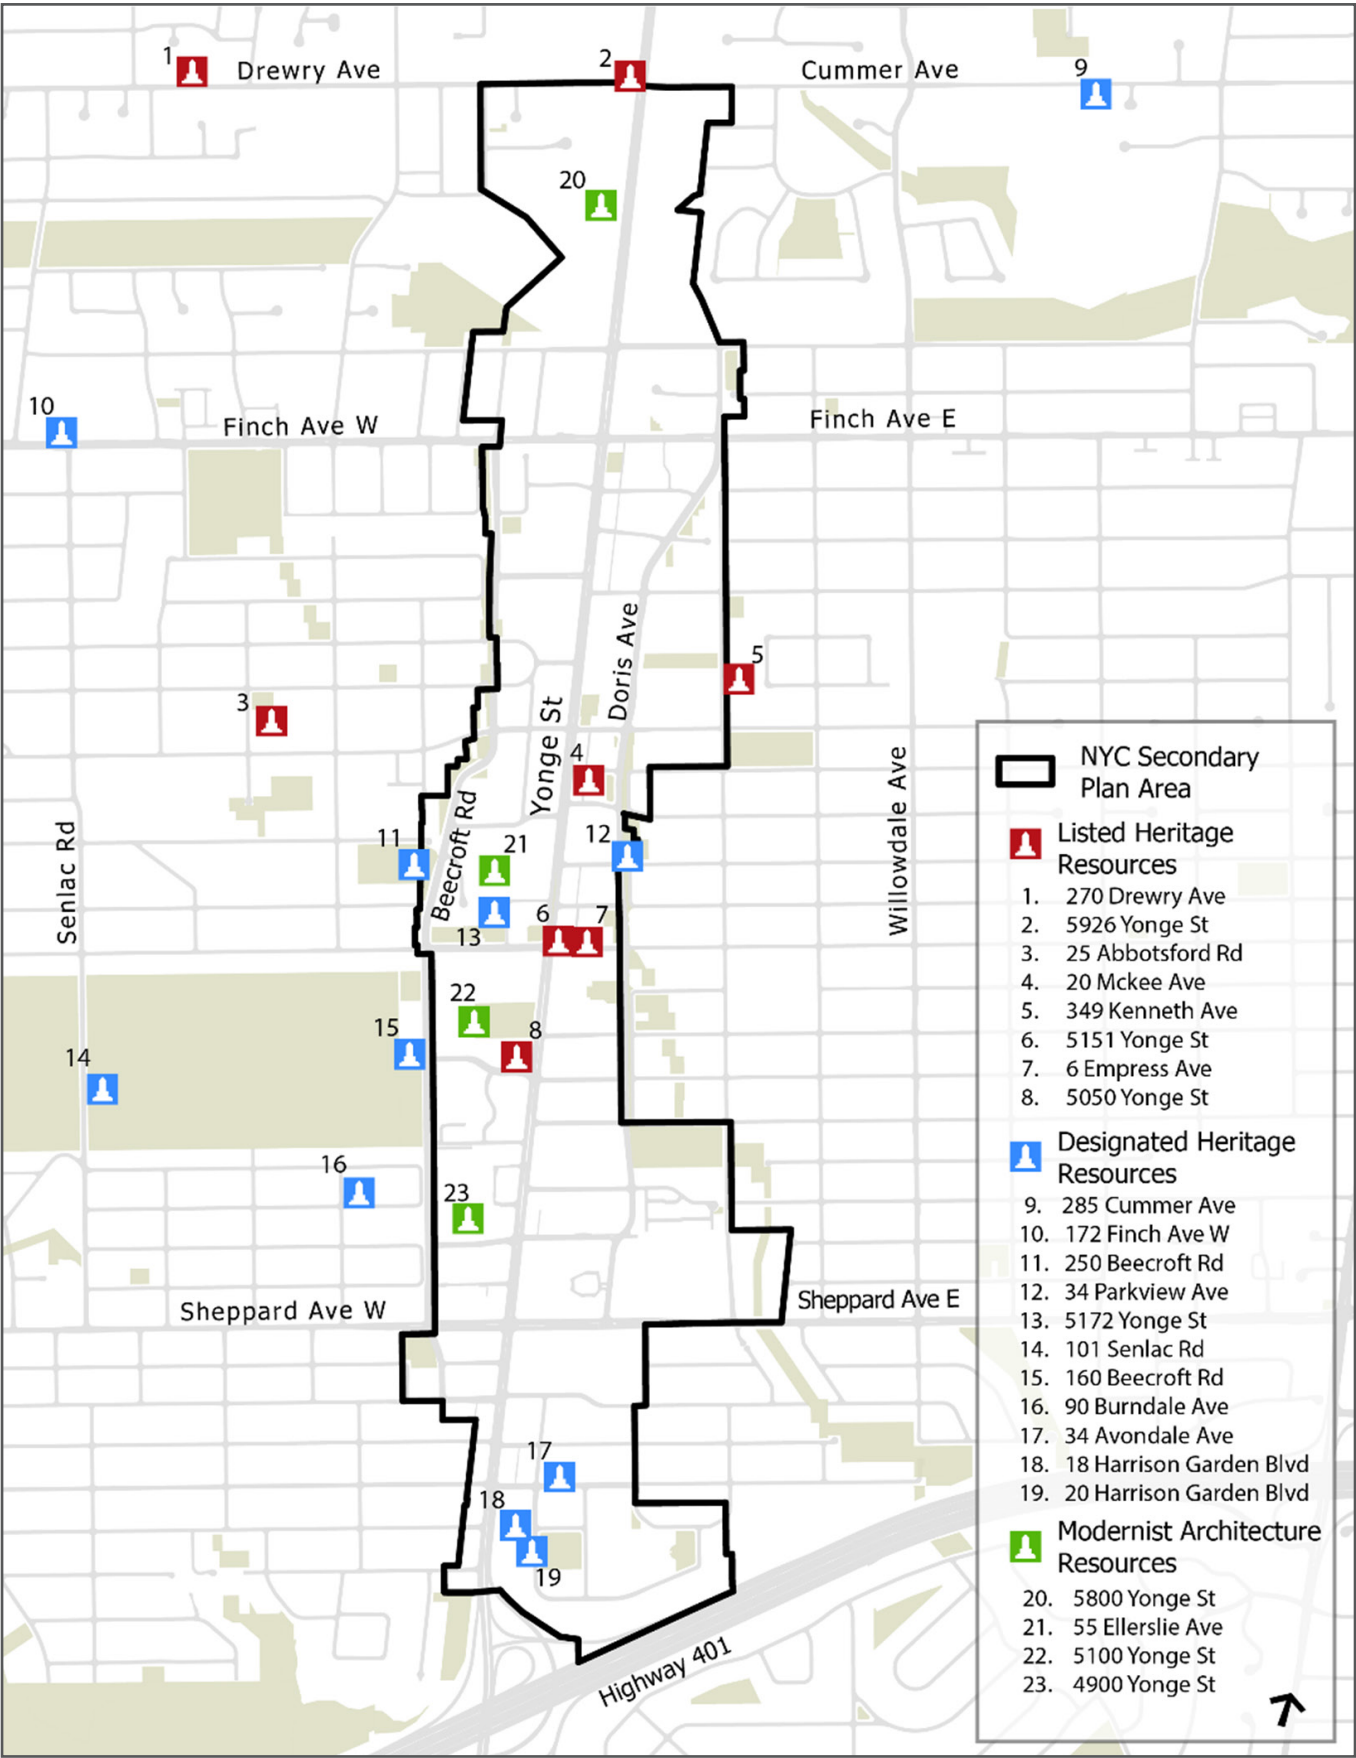 1
Drewry Ave
2
Cummer Ave
9
20
10
Finch Ave W
Finch Ave E
Doris Ave
5
3
Yonge St
4
Willowdale Ave
Beecroft Rd
Senlac Rd
11
21
12
13
6
7
22
8
15
14
16
23
Sheppard Ave W
Sheppard Ave E
17
18
19
Highway 401
NYC Secondary
Plan Area
Listed Heritage
Resources
1. 270 Drewry Ave
2. 5926 Yonge St
3. 25 Abbotsford Rd
4. 20 Mckee Ave
5. 349 Kenneth Ave
6. 5151 Yonge St
7. 6 Empress Ave
8. 5050 Yonge St
Designated Heritage
Resources
9. 285 Cummer Ave
10. 172 Finch Ave W
11. 250 Beecroft Rd
12. 34 Parkview Ave
13. 5172 Yonge St
14. 101 Senlac Rd
15. 160 Beecroft Rd
16. 90 Burndale Ave
17. 34 Avondale Ave
18. 18 Harrison Garden Blvd
19. 20 Harrison Garden Blvd
Modernist Architecture
Resources
20. 5800 Yonge St
21. 55 Ellerslie Ave
22. 5100 Yonge St
23. 4900 Yonge St